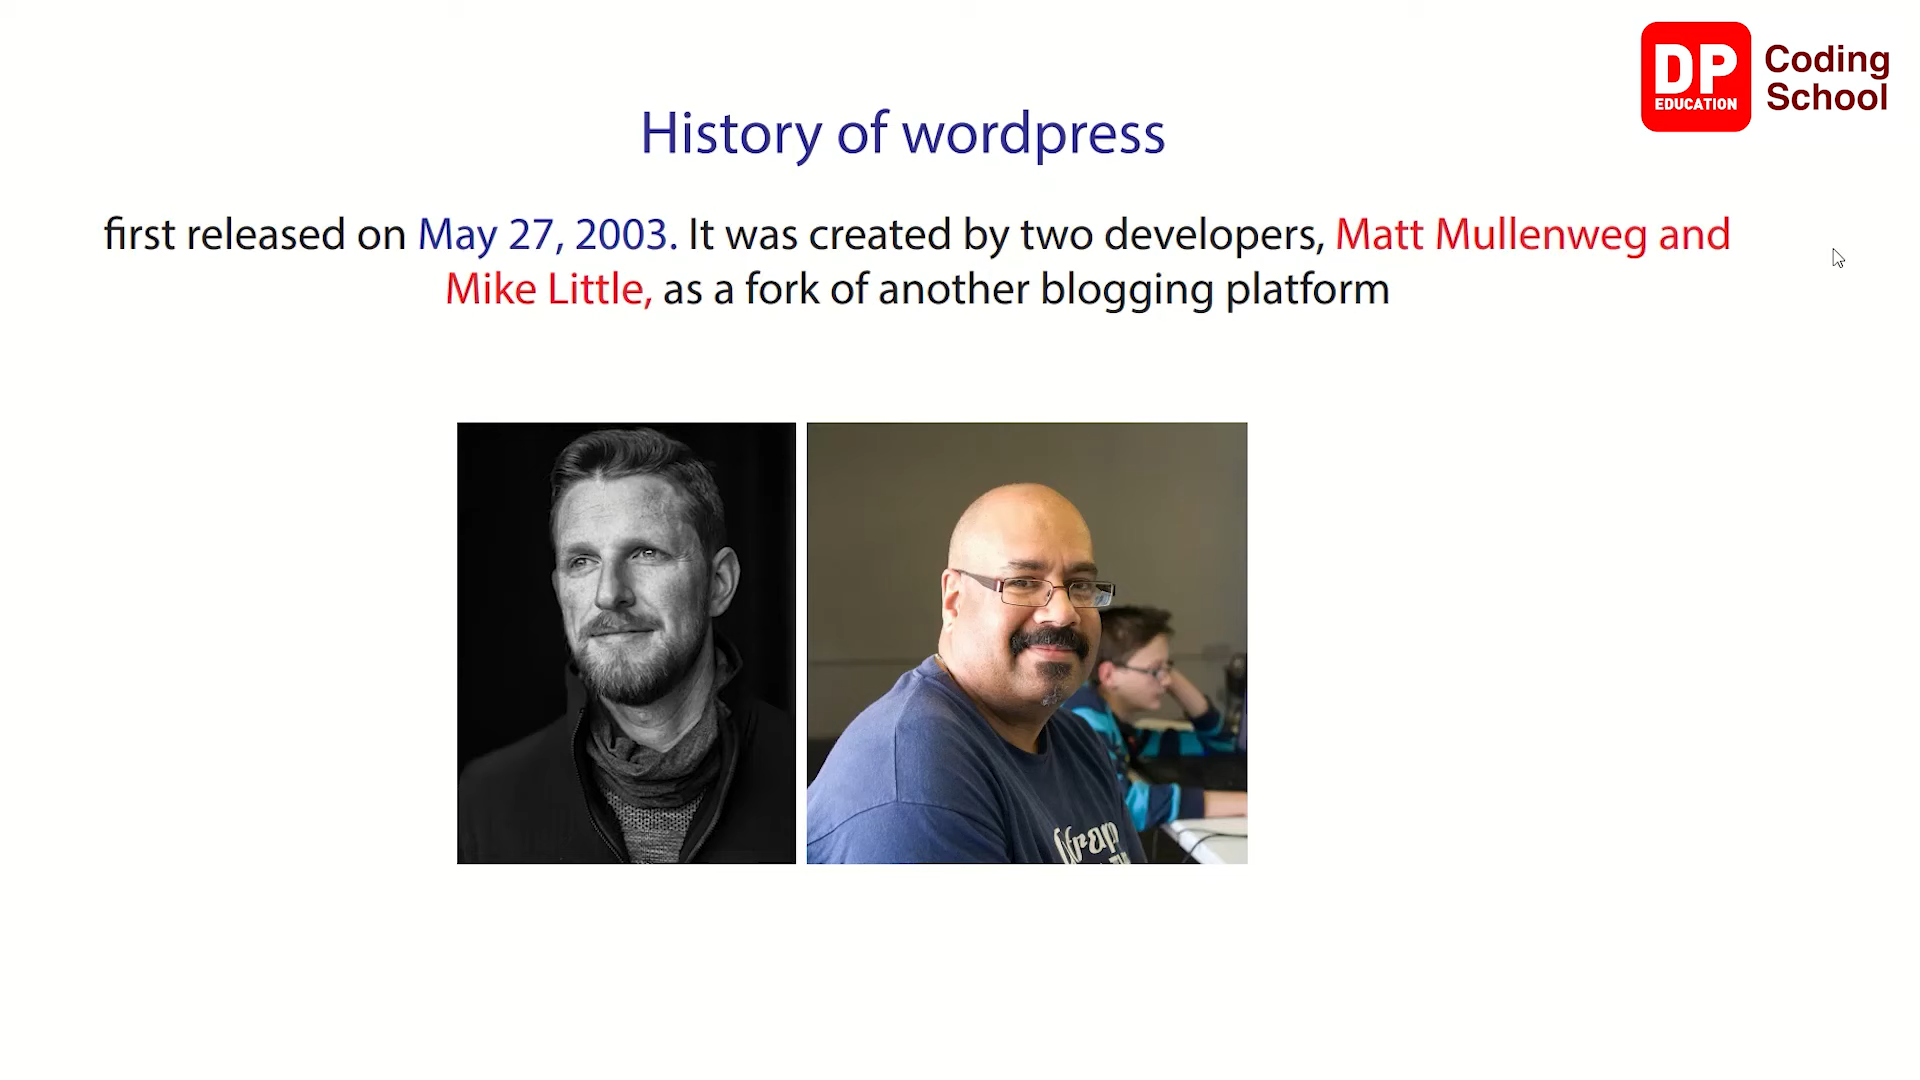 DP
EDUCATION
Coding
School
History of wordpress
first released on May 27, 2003. It was created by two developers, Matt Mullenweg and
Mike Little, as a fork of another blogging platform